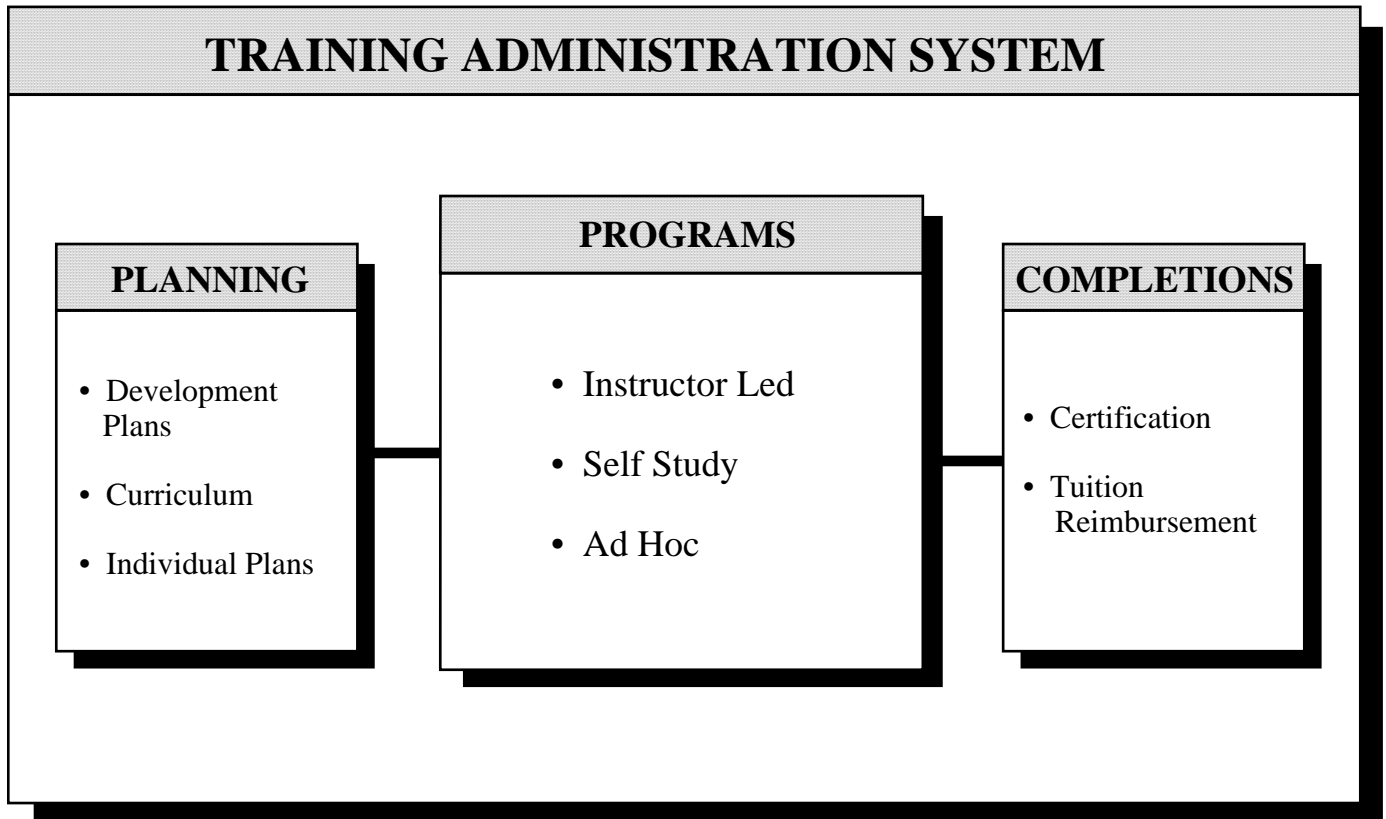 TRAINING ADMINISTRATION SYSTEM
PLANNING
• Development
Plans
• Curriculum
• Individual Plans
PROGRAMS
• Instructor Led
• Self Study
• Ad Hoc
COMPLETIONS
• Certification
• Tuition
Reimbursement